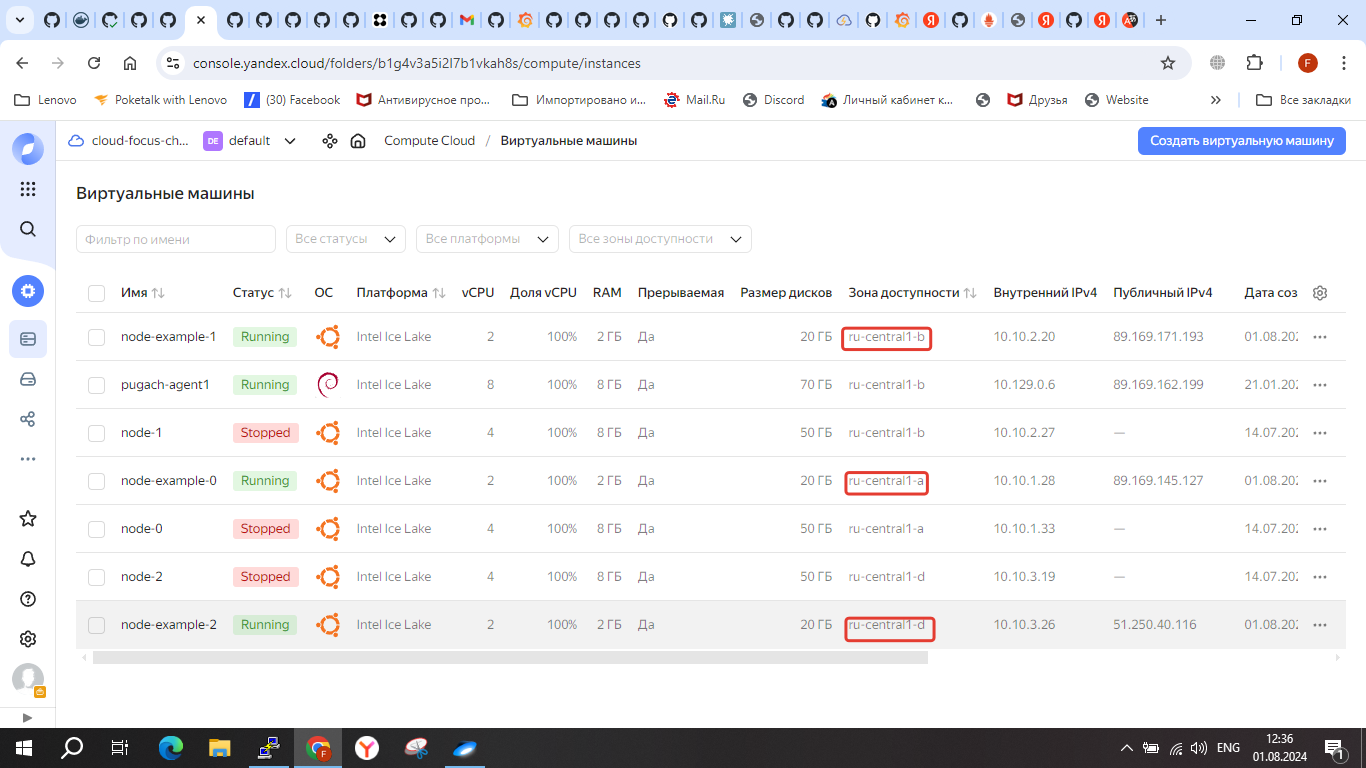 console.yandex.cloud/folders/b1g4v3a5i2l7b1vkah8s/compute/instances
F
Lenovo Poketalk with Lenovo (30) Facebook Антивирусное про... Импортировано и... Mail.Ru Discord Личный кабинет к... Друзья Website Все закладки
cloud-focus-ch... DE default Compute Cloud / Виртуальные машины Создать виртуальную машину
Виртуальные машины
Фильтр по имени Все статусы Все платформы Все зоны доступности
Имя Статус ОС Платформа vCPU Доля vCPU RAM Прерываемая Размер дисков Зона доступности Внутренний IPv4 Публичный IPv4 Дата соз
node-example-1 Running Intel Ice Lake 2 100% 2 ГБ Да 20 ГБ ru-central1-b 10.10.2.20 89.169.171.193 01.08.202
pugach-agent1 Running Intel Ice Lake 8 100% 8 ГБ Да 70 ГБ ru-central1-b 10.129.0.6 89.169.162.199 21.01.202
node-1 Stopped Intel Ice Lake 4 100% 8 ГБ Да 50 ГБ ru-central1-b 10.10.2.27 — 14.07.202
node-example-0 Running Intel Ice Lake 2 100% 2 ГБ Да 20 ГБ ru-central1-a 10.10.1.28 89.169.145.127 01.08.202
node-0 Stopped Intel Ice Lake 4 100% 8 ГБ Да 50 ГБ ru-central1-a 10.10.1.33 — 14.07.202
node-2 Stopped Intel Ice Lake 4 100% 8 ГБ Да 50 ГБ ru-central1-d 10.10.3.19 — 14.07.202
node-example-2 Running Intel Ice Lake 2 100% 2 ГБ Да 20 ГБ ru-central1-d 10.10.3.26 51.250.40.116 01.08.202
ENG 12:36
01.08.2024
1